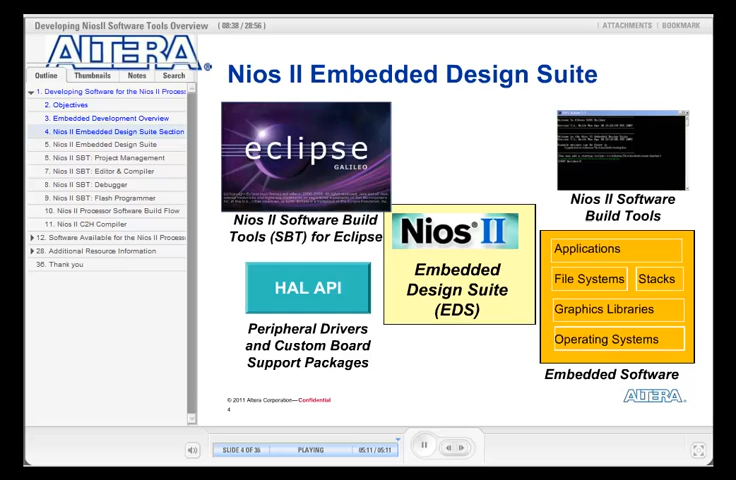 Developing NiosII Software Tools Overview ( 08:38 / 28:56 )
ATTACHMENTS | BOOKMARK
ALTERA®
Outline Thumbnails Notes Search
1. Developing Software for the Nios II Process
2. Objectives
3. Embedded Development Overview
4. Nios II Embedded Design Suite Section
5. Nios II Embedded Design Suite
6. Nios II SBT: Project Management
7. Nios II SBT: Editor & Compiler
8. Nios II SBT: Debugger
9. Nios II SBT: Flash Programmer
10. Nios II Processor Software Build Flow
11. Nios II C2H Compiler
12. Software Available for the Nios II Process
28. Additional Resource Information
36. Thank you
Nios II Embedded Design Suite
eclipse
GALILEO
Nios II Software Build
Tools (SBT) for Eclipse
HAL API
Peripheral Drivers
and Custom Board
Support Packages
Nios® II
Embedded
Design Suite
(EDS)
Nios II Software
Build Tools
Applications
File Systems Stacks
Graphics Libraries
Operating Systems
Embedded Software
© 2011 Altera Corporation—Confidential
4
ALTERA.
SLIDE 4 OF 36 PLAYING 05:11 / 05:11